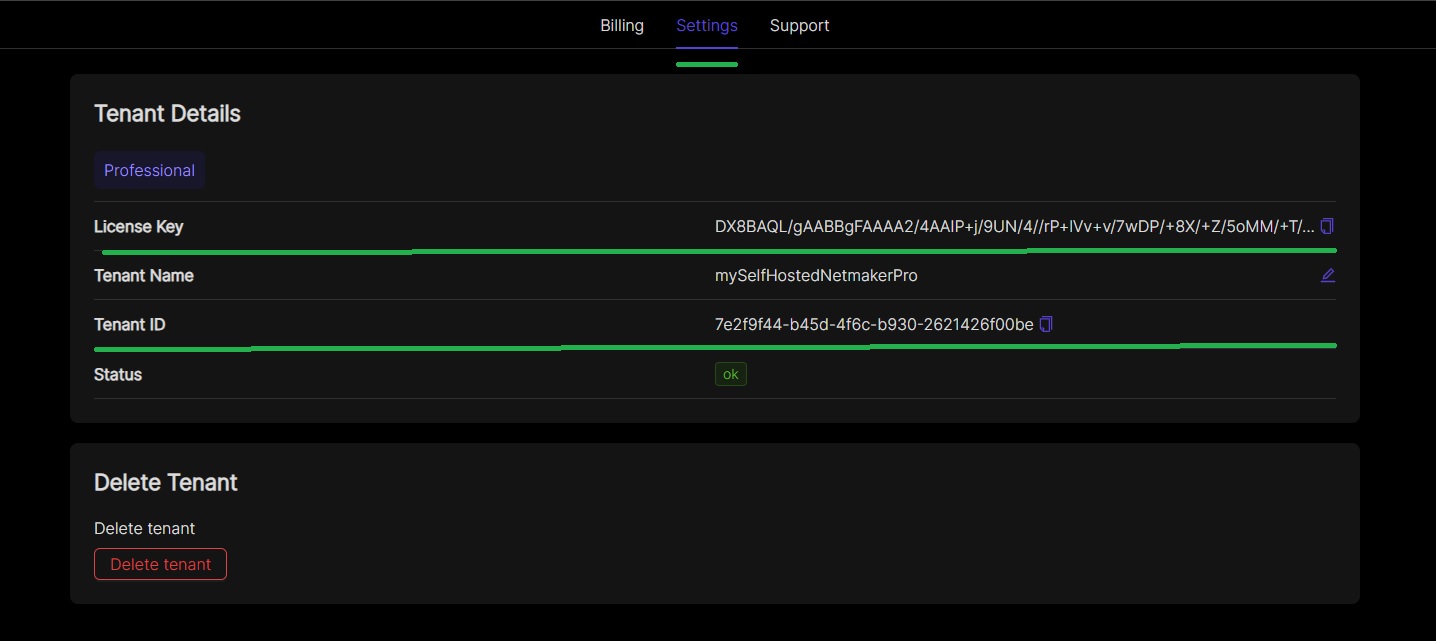 Billing Settings Support
Tenant Details
Professional
License Key DX8BAQL/gAABBgFAAAA2/4AAIP+j/9UN/4//rP+IVv+v/7wDP/+8X/+Z/5oMM/+T/...
Tenant Name mySelfHostedNetmakerPro
Tenant ID 7e2f9f44-b45d-4f6c-b930-2621426f00be
Status ok
Delete Tenant
Delete tenant
Delete tenant